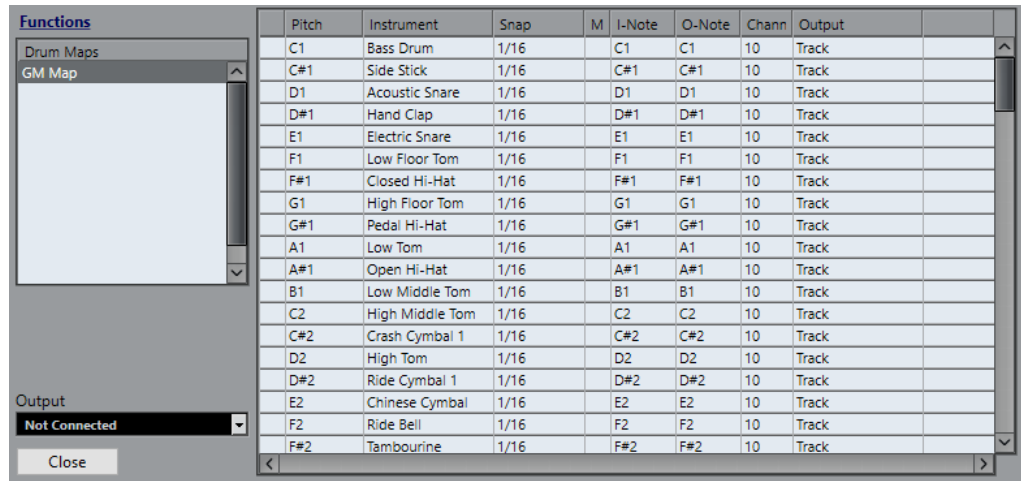 Functions
Drum Maps
GM Map
Output
Not Connected
Close
Pitch Instrument Snap M I-Note O-Note Chann Output
C1 Bass Drum 1/16 C1 C1 10 Track
C#1 Side Stick 1/16 C#1 C#1 10 Track
D1 Acoustic Snare 1/16 D1 D1 10 Track
D#1 Hand Clap 1/16 D#1 D#1 10 Track
E1 Electric Snare 1/16 E1 E1 10 Track
F1 Low Floor Tom 1/16 F1 F1 10 Track
F#1 Closed Hi-Hat 1/16 F#1 F#1 10 Track
G1 High Floor Tom 1/16 G1 G1 10 Track
G#1 Pedal Hi-Hat 1/16 G#1 G#1 10 Track
A1 Low Tom 1/16 A1 A1 10 Track
A#1 Open Hi-Hat 1/16 A#1 A#1 10 Track
B1 Low Middle Tom 1/16 B1 B1 10 Track
C2 High Middle Tom 1/16 C2 C2 10 Track
C#2 Crash Cymbal 1 1/16 C#2 C#2 10 Track
D2 High Tom 1/16 D2 D2 10 Track
D#2 Ride Cymbal 1 1/16 D#2 D#2 10 Track
E2 Chinese Cymbal 1/16 E2 E2 10 Track
F2 Ride Bell 1/16 F2 F2 10 Track
F#2 Tambourine 1/16 F#2 F#2 10 Track